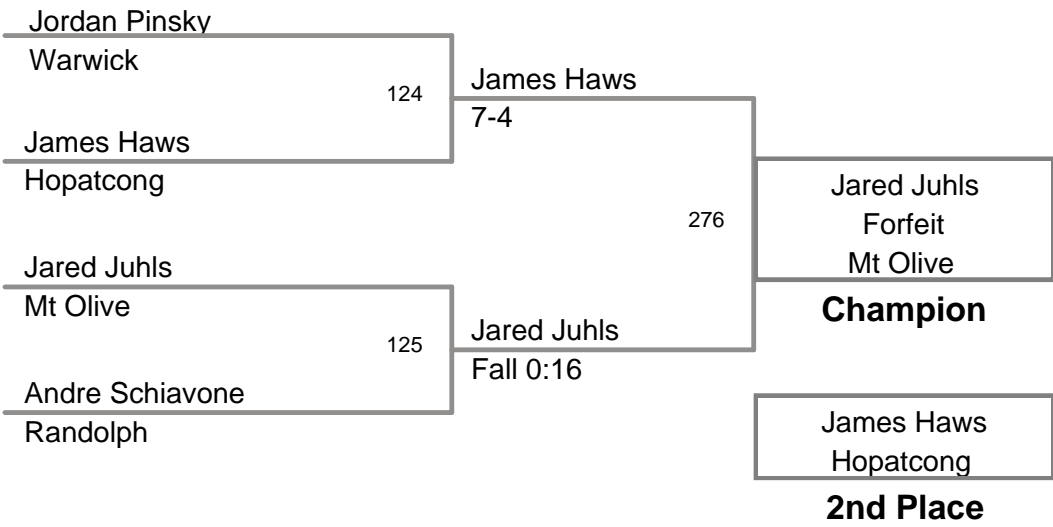 Jordan Pinsky
Warwick
124
James Haws
7-4
James Haws
Hopatcong
276
Jared Juhls
Forfeit
Mt Olive
Champion
Jared Juhls
Mt Olive
125
Jared Juhls
Fall 0:16
Andre Schiavone
Randolph
James Haws
Hopatcong
2nd Place